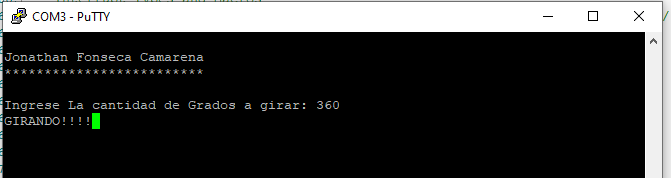 COM3 - PuTTY
Jonathan Fonseca Camarena
*************************
Ingrese La cantidad de Grados a girar: 360
GIRANDO!!!!